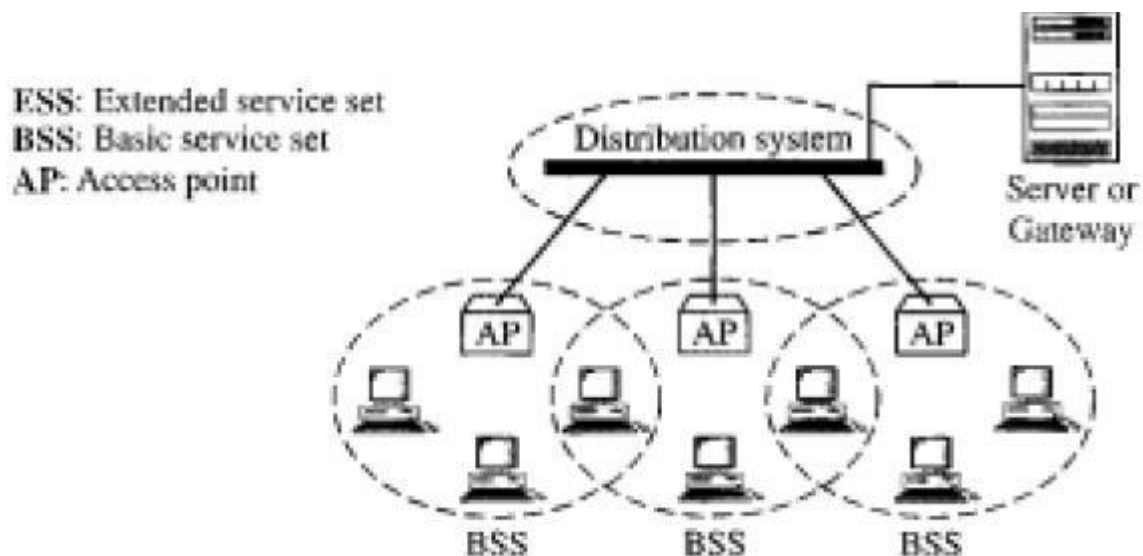 ESS: Extended service set
BSS: Basic service set
AP: Access point
Distribution system
Server or
Gateway
AP
AP
AP
BSS
BSS
BSS